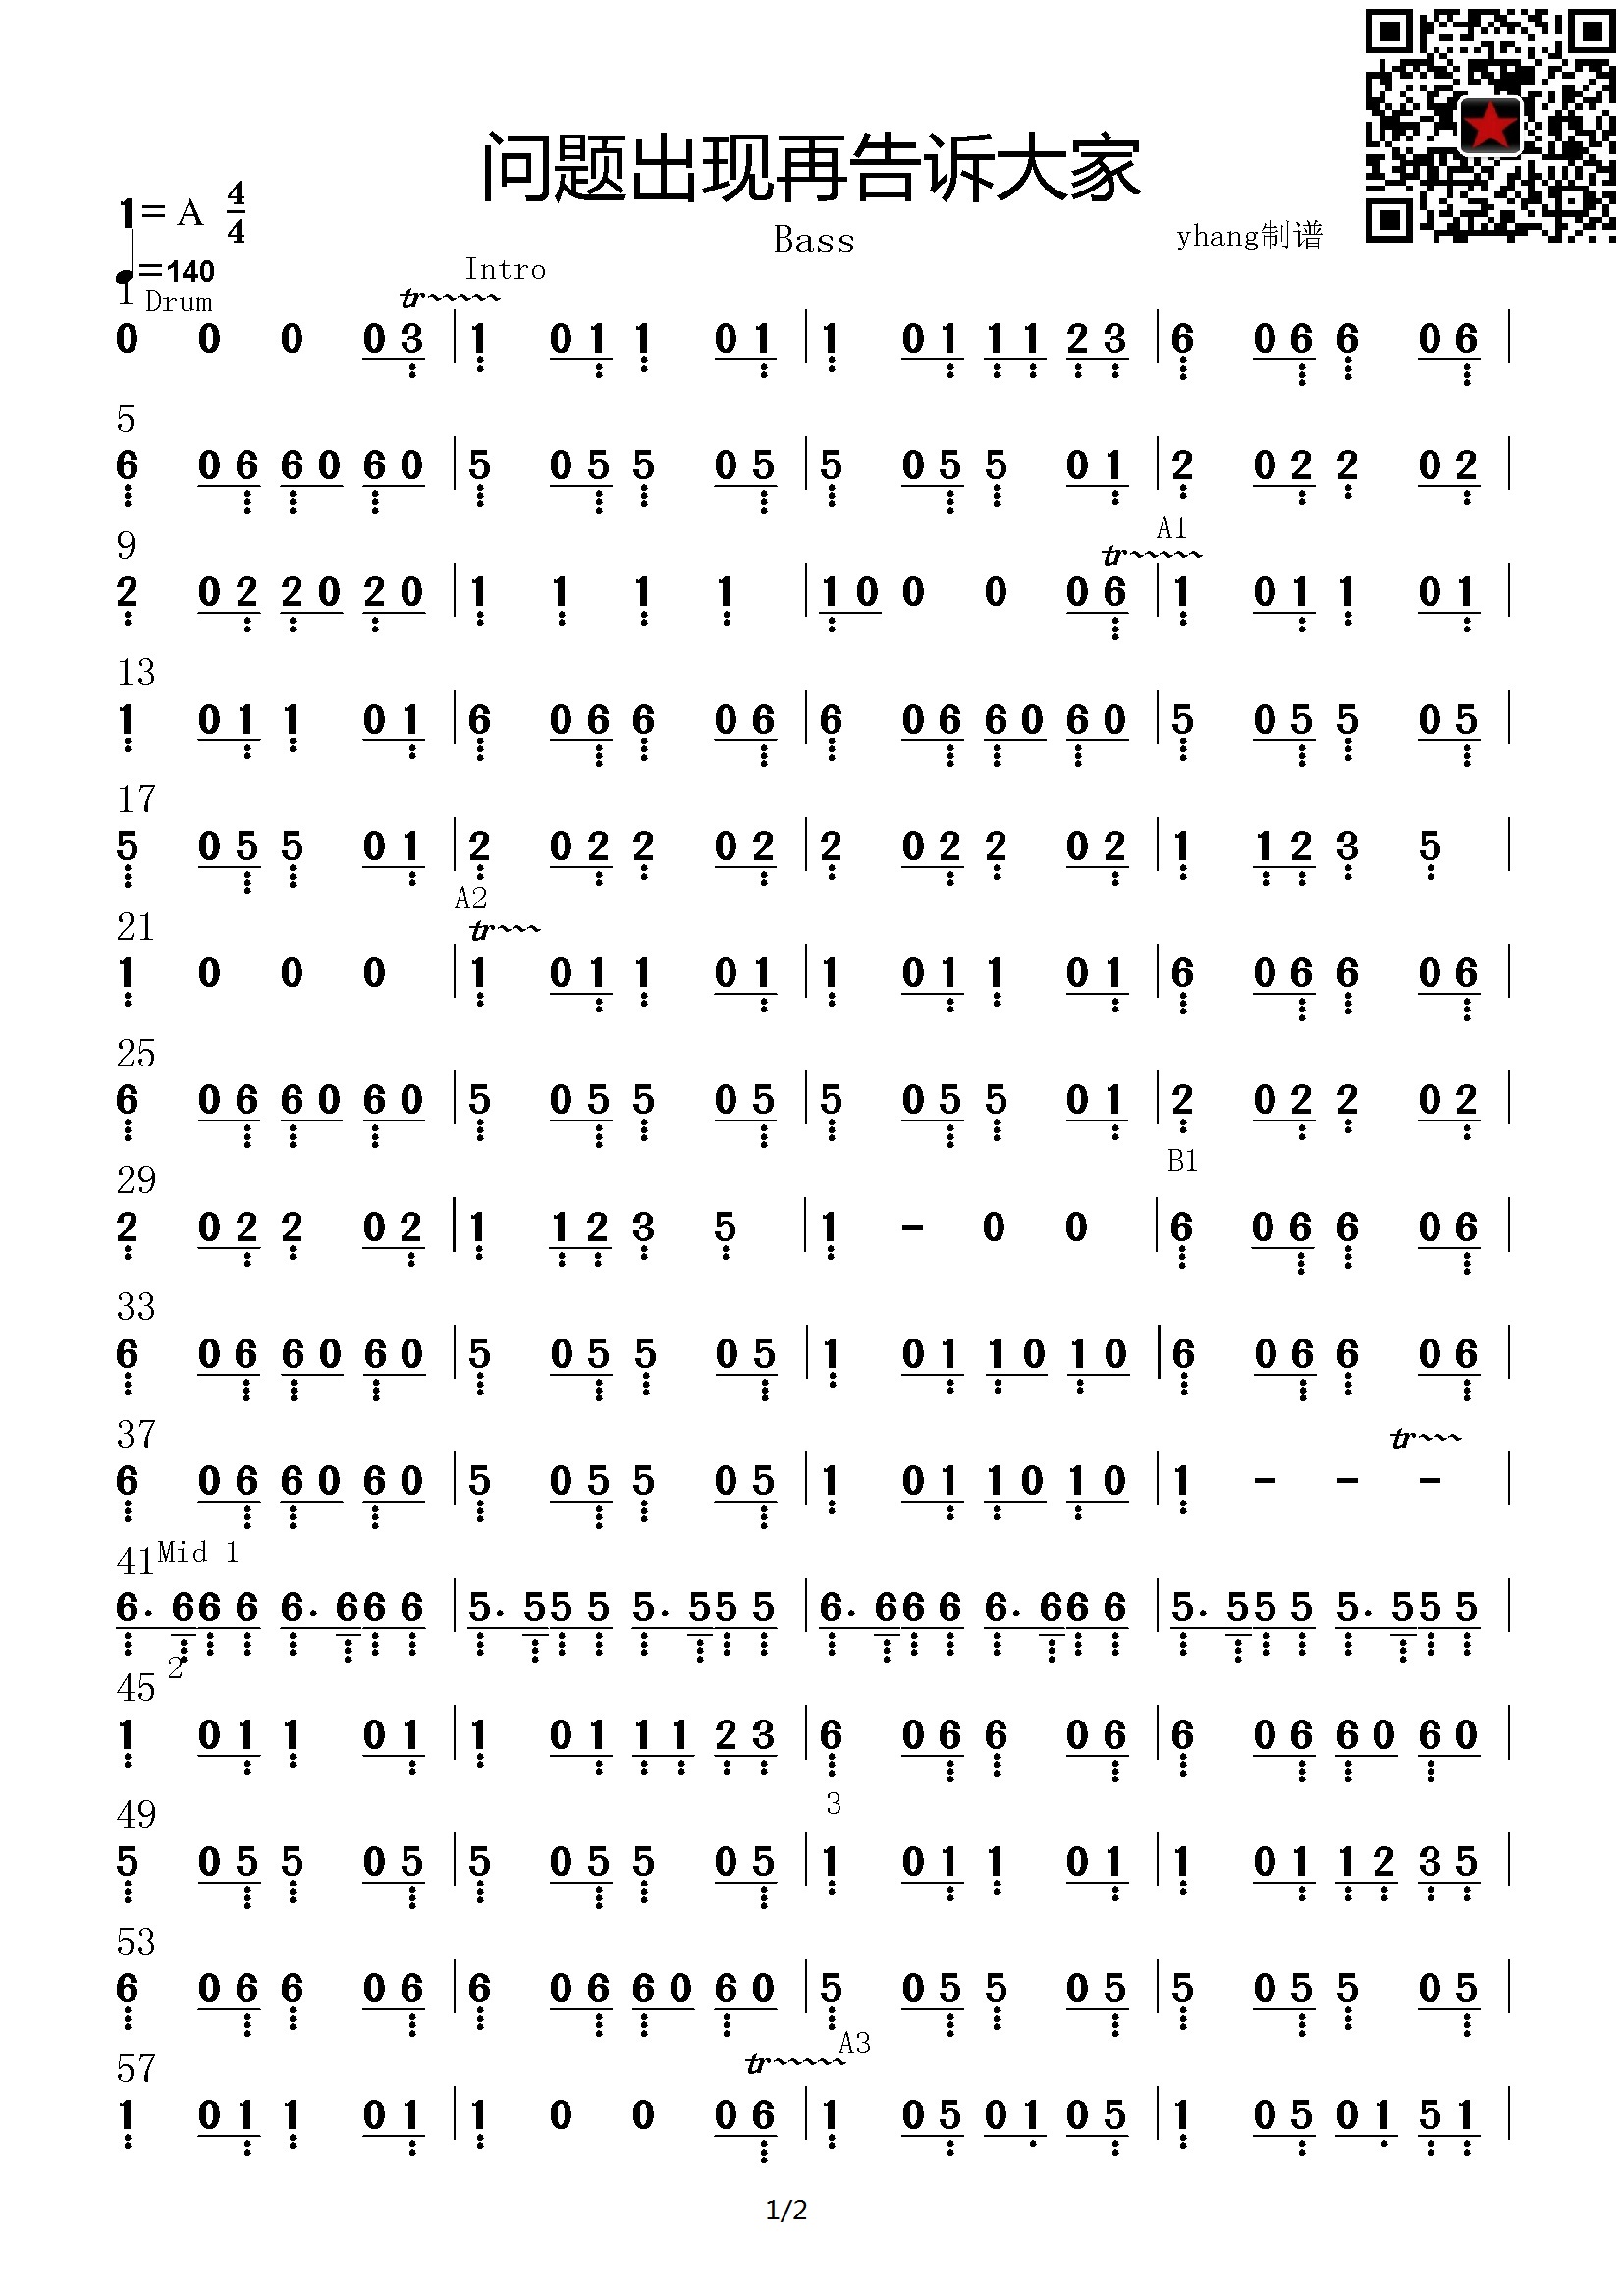 问题出现再告诉大家
1= A 4/4
Bass
yhang制谱
♩=140
Intro
1 Drum
tr
0 0 0 0 3 | 1 0 1 1 0 1 | 1 0 1 1 1 2 3 | 6 0 6 6 0 6 |
5
6 0 6 6 0 6 0 | 5 0 5 5 0 5 | 5 0 5 5 0 1 | 2 0 2 2 0 2 |
9 A1
tr
2 0 2 2 0 2 0 | 1 1 1 1 | 1 0 0 0 0 6 | 1 0 1 1 0 1 |
13
1 0 1 1 0 1 | 6 0 6 6 0 6 | 6 0 6 6 0 6 0 | 5 0 5 5 0 5 |
17
5 0 5 5 0 1 | 2 0 2 2 0 2 | 2 0 2 2 0 2 | 1 1 2 3 5 |
A2
21 tr
1 0 0 0 | 1 0 1 1 0 1 | 1 0 1 1 0 1 | 6 0 6 6 0 6 |
25
6 0 6 6 0 6 0 | 5 0 5 5 0 5 | 5 0 5 5 0 1 | 2 0 2 2 0 2 |
29 B1
2 0 2 2 0 2 | 1 1 2 3 5 | 1 - 0 0 | 6 0 6 6 0 6 |
33
6 0 6 6 0 6 0 | 5 0 5 5 0 5 | 1 0 1 1 0 1 0 | 6 0 6 6 0 6 |
37 tr
6 0 6 6 0 6 0 | 5 0 5 5 0 5 | 1 0 1 1 0 1 0 | 1 - - - |
41 Mid 1
6. 6 6 6 6. 6 6 6 | 5. 5 5 5 5. 5 5 5 | 6. 6 6 6 6. 6 6 6 | 5. 5 5 5 5. 5 5 5 |
45 2
1 0 1 1 0 1 | 1 0 1 1 1 2 3 | 6 0 6 6 0 6 | 6 0 6 6 0 6 0 |
49 3
5 0 5 5 0 5 | 5 0 5 5 0 5 | 1 0 1 1 0 1 | 1 0 1 1 2 3 5 |
53
6 0 6 6 0 6 | 6 0 6 6 0 6 0 | 5 0 5 5 0 5 | 5 0 5 5 0 5 |
57 tr A3
1 0 1 1 0 1 | 1 0 0 0 6 | 1 0 5 0 1 0 5 | 1 0 5 0 1 5 1 |
1/2